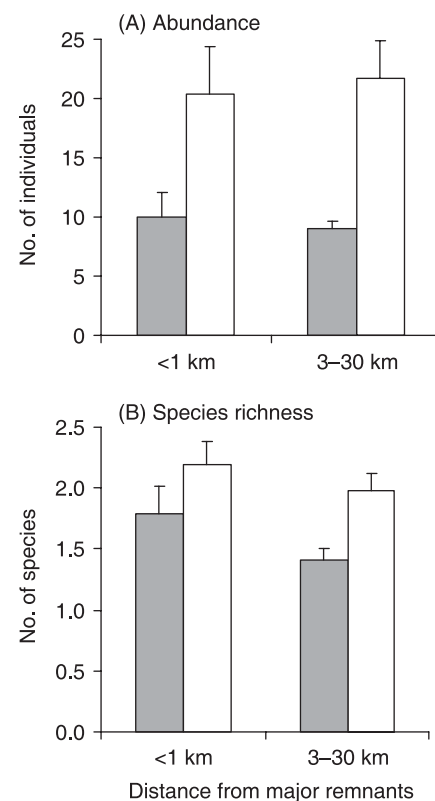 (A) Abundance
No. of individuals
25
20
15
10
5
0
<1 km
3–30 km
(B) Species richness
No. of species
2.5
2.0
1.5
1.0
0.5
0.0
<1 km
3–30 km
Distance from major remnants